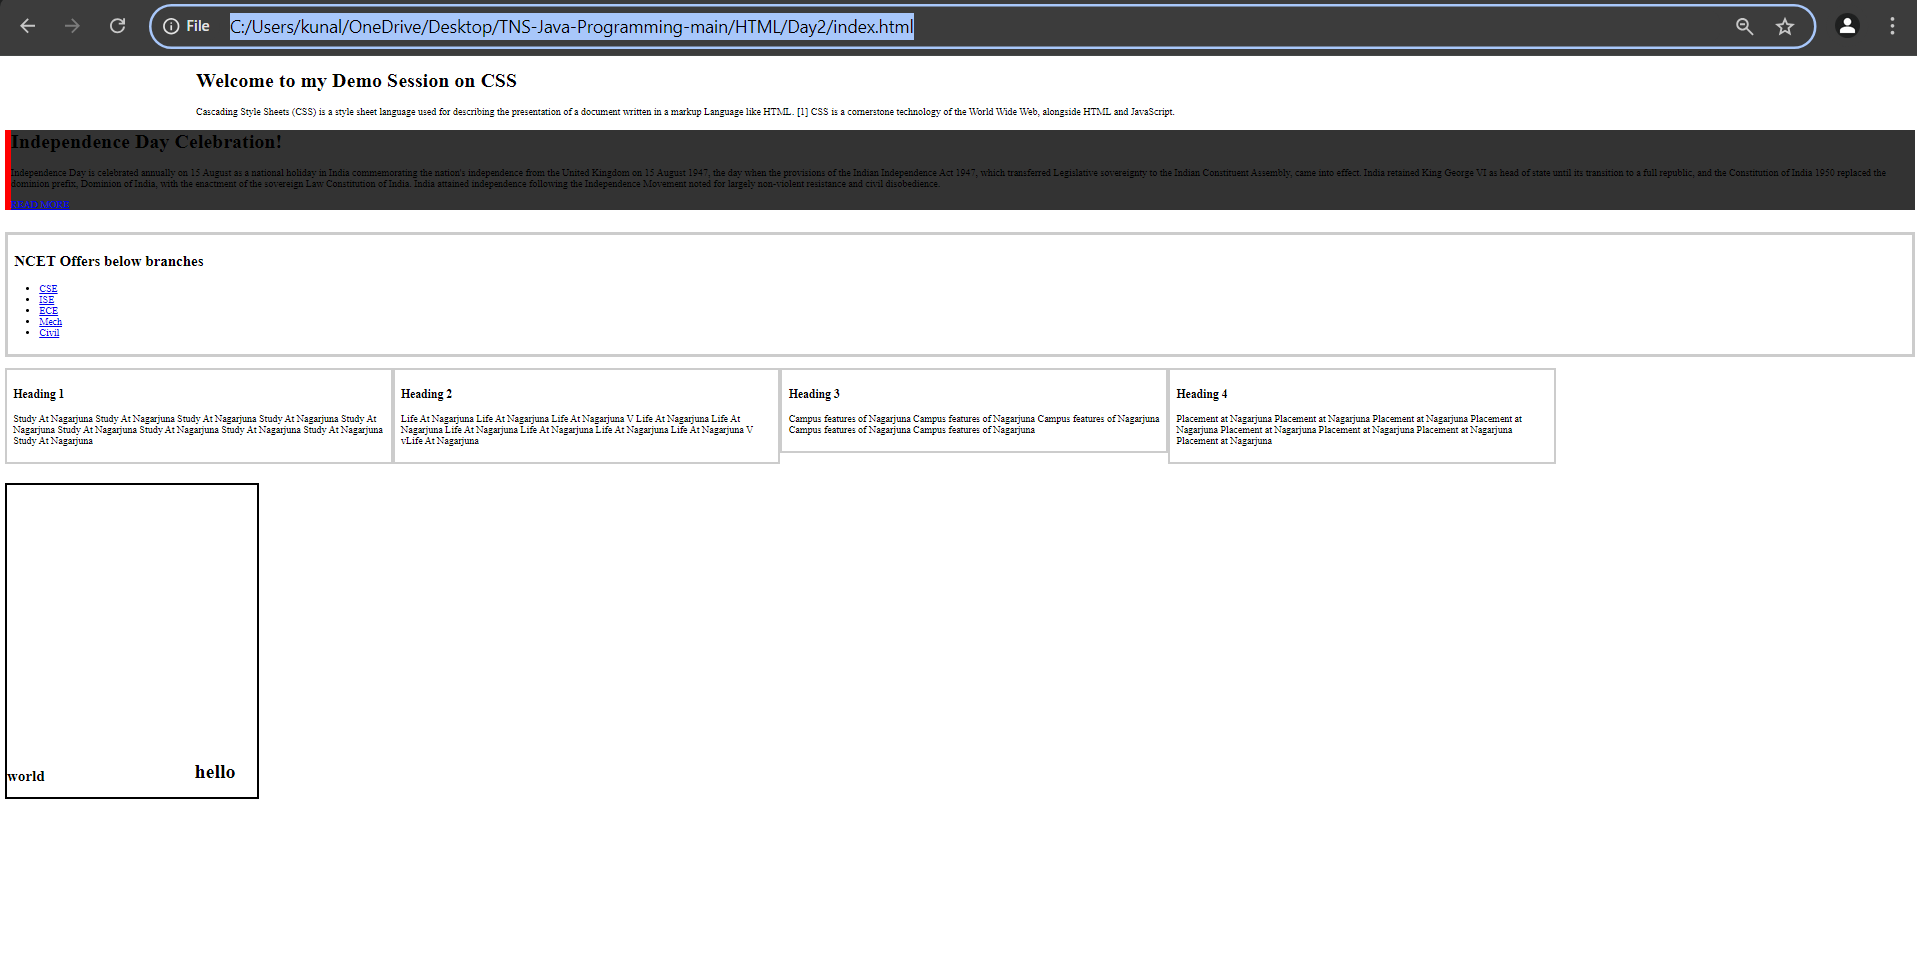 File C:/Users/kunal/OneDrive/Desktop/TNS-Java-Programming-main/HTML/Day2/index.html
Welcome to my Demo Session on CSS
Cascading Style Sheets (CSS) is a style sheet language used for describing the presentation of a document written in a markup Language like HTML. [1] CSS is a cornerstone technology of the World Wide Web, alongside HTML and JavaScript.
Independence Day Celebration!
Independence Day is celebrated annually on 15 August as a national holiday in India commemorating the nation's independence from the United Kingdom on 15 August 1947, the day when the provisions of the Indian Independence Act 1947, which transferred Legislative sovereignty to the Indian Constituent Assembly, came into effect. India retained King George VI as head of state until its transition to a full republic, and the Constitution of India 1950 replaced the
dominion prefix, Dominion of India, with the enactment of the sovereign Law Constitution of India. India attained independence following the Independence Movement noted for largely non-violent resistance and civil disobedience.
READ MORE
NCET Offers below branches
CSE
ISE
ECE
Mech
Civil
Heading 1
Study At Nagarjuna Study At Nagarjuna Study At Nagarjuna Study At Nagarjuna Study At
Nagarjuna Study At Nagarjuna Study At Nagarjuna Study At Nagarjuna Study At Nagarjuna
Study At Nagarjuna
Heading 2
Life At Nagarjuna Life At Nagarjuna Life At Nagarjuna V Life At Nagarjuna Life At
Nagarjuna Life At Nagarjuna Life At Nagarjuna Life At Nagarjuna Life At Nagarjuna V
vLife At Nagarjuna
Heading 3
Campus features of Nagarjuna Campus features of Nagarjuna Campus features of Nagarjuna
Campus features of Nagarjuna Campus features of Nagarjuna
Heading 4
Placement at Nagarjuna Placement at Nagarjuna Placement at Nagarjuna Placement at
Nagarjuna Placement at Nagarjuna Placement at Nagarjuna Placement at Nagarjuna
Placement at Nagarjuna
world hello